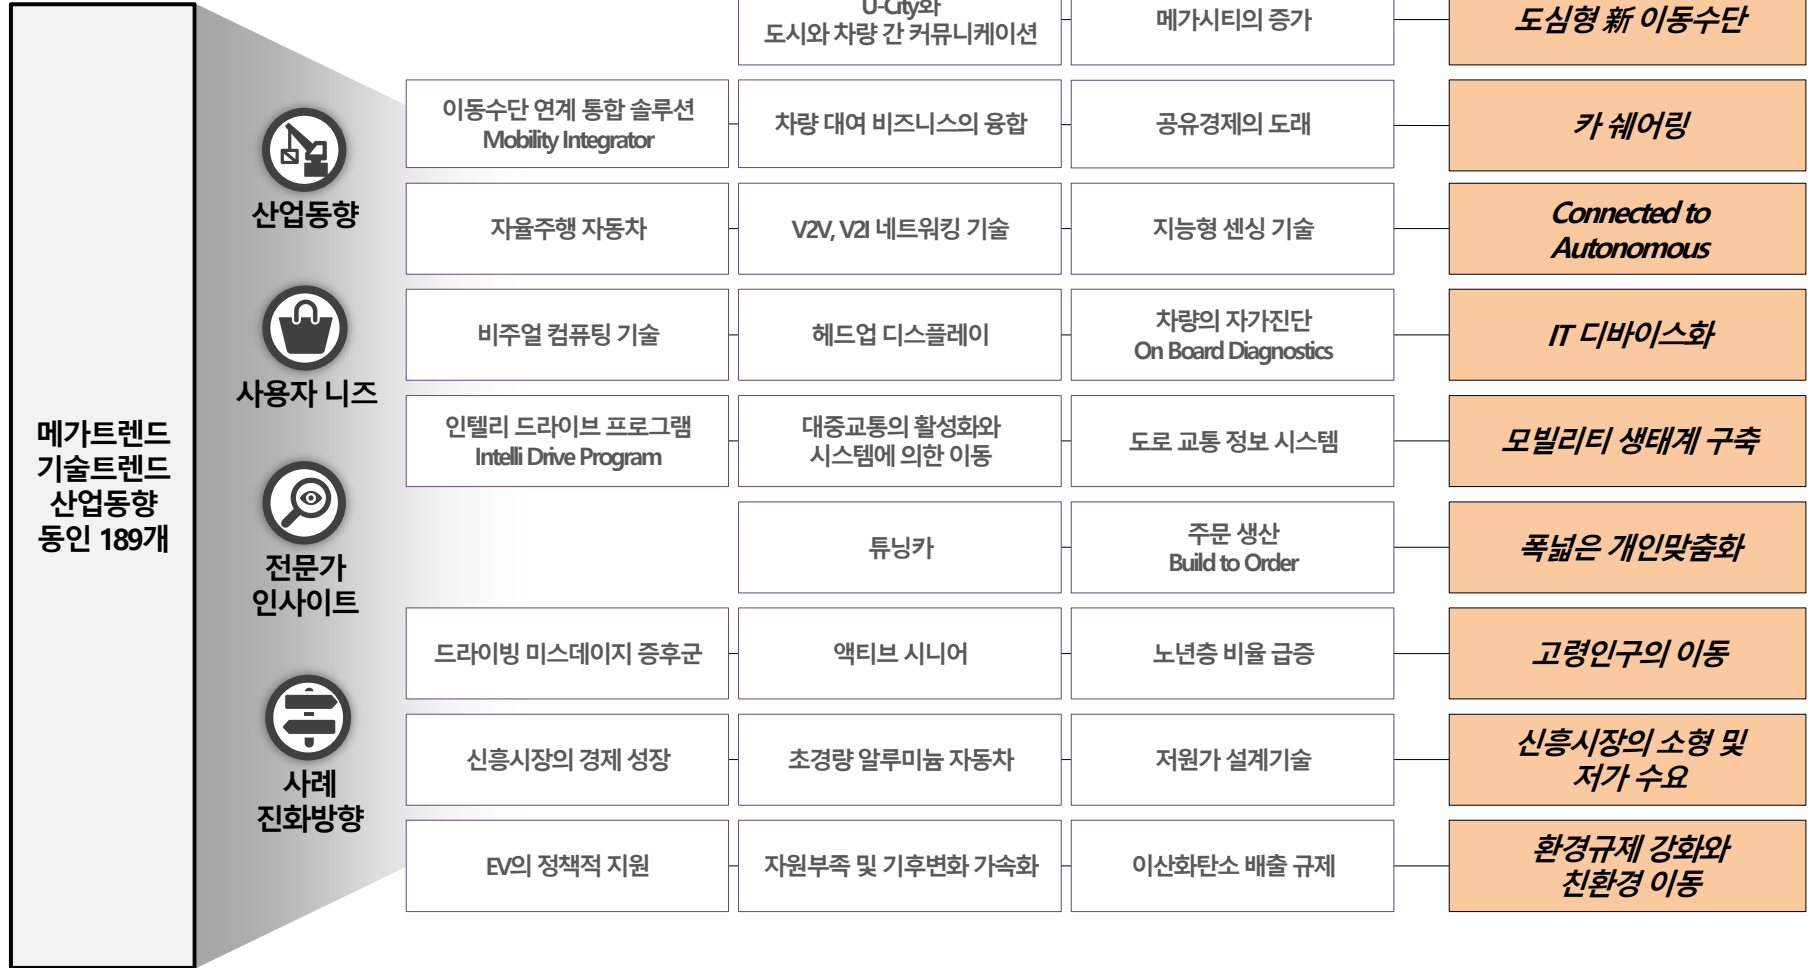 메가트렌드
기술트렌드
산업동향
동인 189개
산업동향
사용자 니즈
전문가
인사이트
사례
진화방향
U-City와
도시와 차량 간 커뮤니케이션
메가시티의 증가
도심형 新 이동수단
이동수단 연계 통합 솔루션
Mobility Integrator
차량 대여 비즈니스의 융합
공유경제의 도래
카 쉐어링
자율주행 자동차
V2V, V2I 네트워킹 기술
지능형 센싱 기술
Connected to
Autonomous
비주얼 컴퓨팅 기술
헤드업 디스플레이
차량의 자가진단
On Board Diagnostics
IT 디바이스화
인텔리 드라이브 프로그램
Intelli Drive Program
대중교통의 활성화와
시스템에 의한 이동
도로 교통 정보 시스템
모빌리티 생태계 구축
튜닝카
주문 생산
Build to Order
폭넓은 개인맞춤화
드라이빙 미스데이지 증후군
액티브 시니어
노년층 비율 급증
고령인구의 이동
신흥시장의 경제 성장
초경량 알루미늄 자동차
저원가 설계기술
신흥시장의 소형 및
저가 수요
EV의 정책적 지원
자원부족 및 기후변화 가속화
이산화탄소 배출 규제
환경규제 강화와
친환경 이동